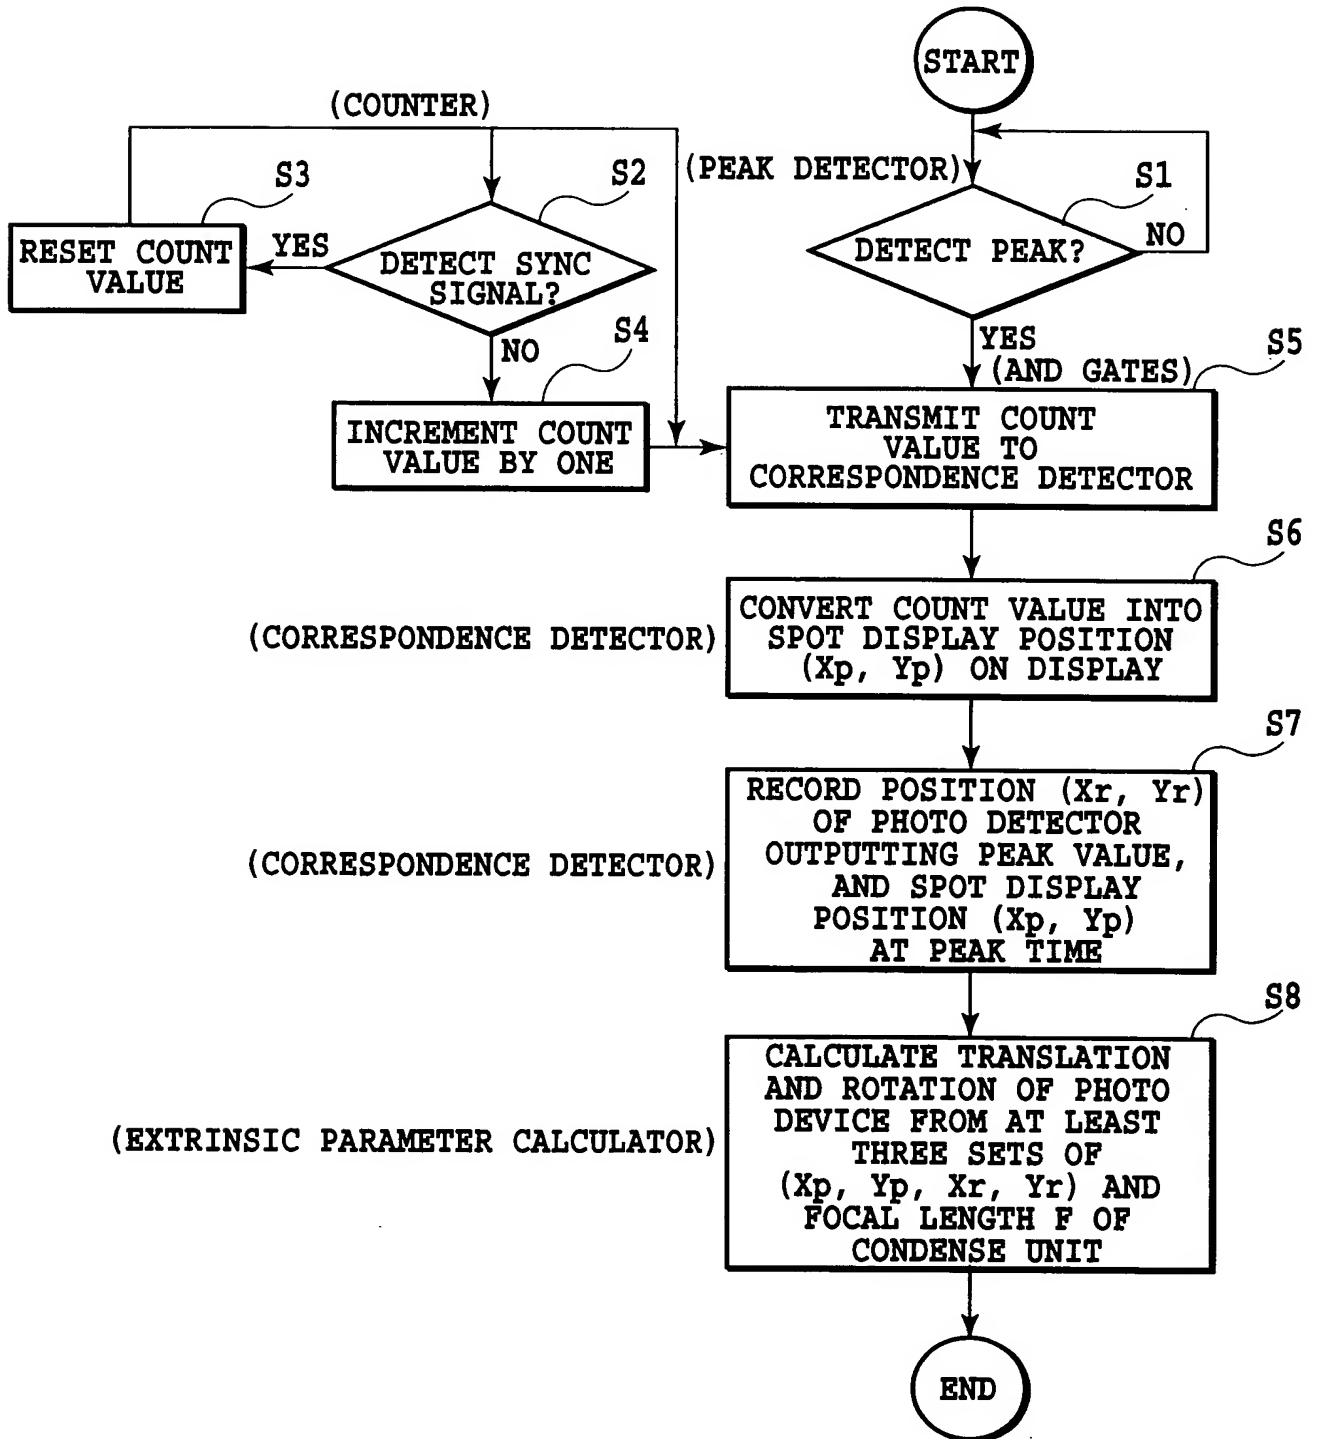 START
(COUNTER)
(PEAK DETECTOR)
S3
S2
S1
RESET COUNT
VALUE
YES
DETECT SYNC
SIGNAL?
DETECT PEAK?
NO
NO
S4
YES
(AND GATES)
S5
INCREMENT COUNT
VALUE BY ONE
TRANSMIT COUNT
VALUE TO
CORRESPONDENCE DETECTOR
S6
(CORRESPONDENCE DETECTOR)
CONVERT COUNT VALUE INTO
SPOT DISPLAY POSITION
(Xp, Yp) ON DISPLAY
S7
(CORRESPONDENCE DETECTOR)
RECORD POSITION (Xr, Yr)
OF PHOTO DETECTOR
OUTPUTTING PEAK VALUE,
AND SPOT DISPLAY
POSITION (Xp, Yp)
AT PEAK TIME
S8
(EXTRINSIC PARAMETER CALCULATOR)
CALCULATE TRANSLATION
AND ROTATION OF PHOTO
DEVICE FROM AT LEAST
THREE SETS OF
(Xp, Yp, Xr, Yr) AND
FOCAL LENGTH F OF
CONDENSE UNIT
END